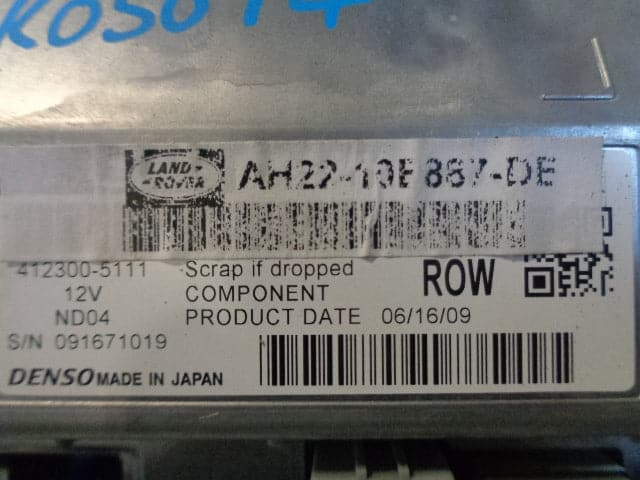 LAND-
ROVER
AH22-10E887-DE
412300-5111 Scrap if dropped ROW
12V COMPONENT
ND04 PRODUCT DATE 06/16/09
S/N 091671019
DENSO MADE IN JAPAN